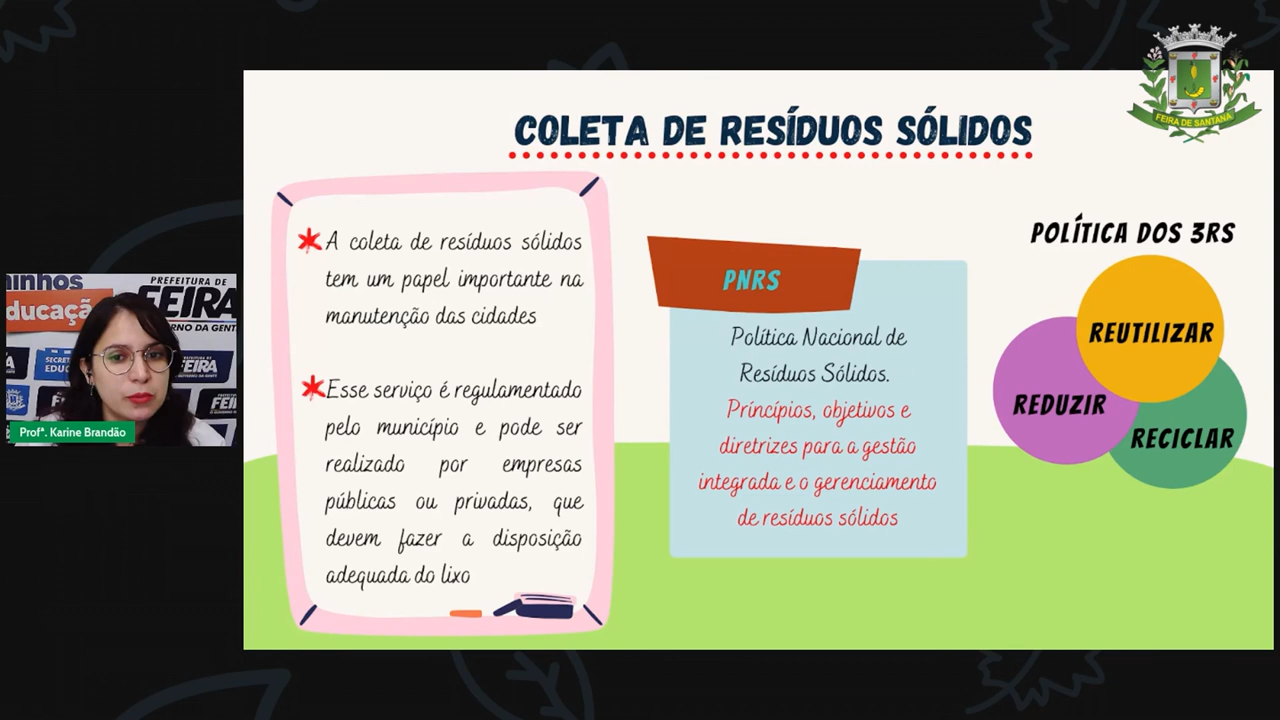 FEIRA DE SANTANA
COLETA DE RESÍDUOS SÓLIDOS
A coleta de resíduos sólidos
tem um papel importante na
manutenção das cidades
Esse serviço é regulamentado
pelo município e pode ser
realizado por empresas
públicas ou privadas, que
devem fazer a disposição
adequada do lixo
PNRS
Política Nacional de
Resíduos Sólidos.
Princípios, objetivos e
diretrizes para a gestão
integrada e o gerenciamento
de resíduos sólidos
POLÍTICA DOS 3RS
REUTILIZAR
REDUZIR
RECICLAR
PREFEITURA DE
FEIRA
Profª. Karine Brandão